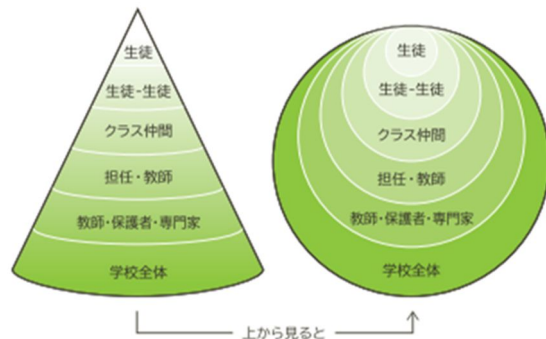 生徒
生徒-生徒
クラス仲間
担任・教師
教師・保護者・専門家
学校全体
生徒
生徒-生徒
クラス仲間
担任・教師
教師・保護者・専門家
学校全体
上から見ると